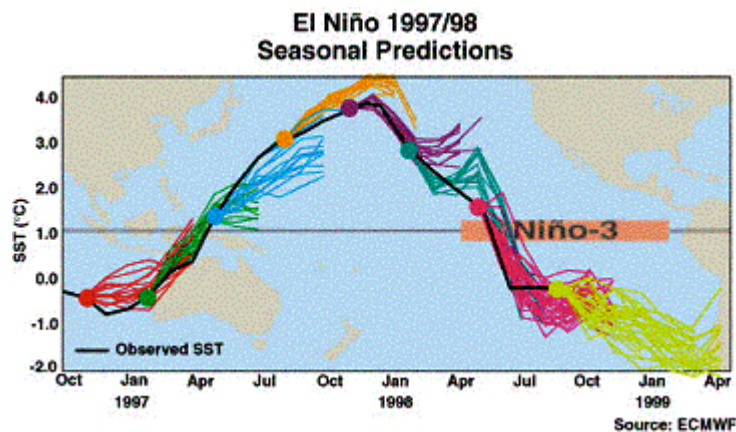 El Niño 1997/98
Seasonal Predictions
4.0
3.0
2.0
1.0
0.0
-1.0
-2.0
SST (°C)
Niño-3
Observed SST
Oct Jan Apr Jul Oct Jan Apr Jul Oct Jan Apr
1997 1998 1999
Source: ECMWF